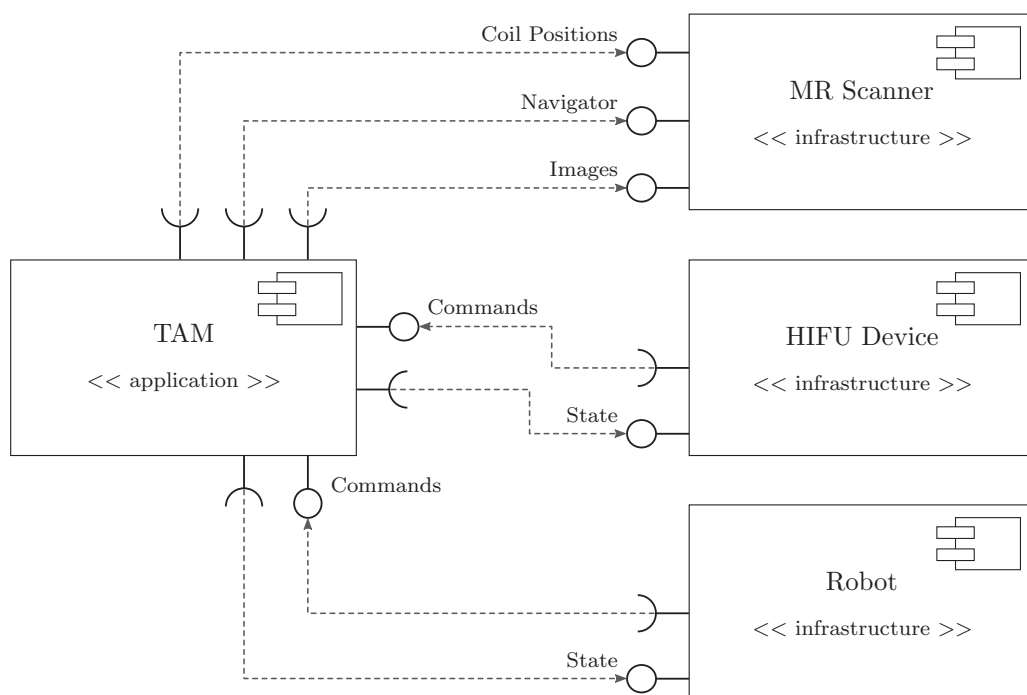 Coil Positions
MR Scanner
Navigator
<< infrastructure >>
Images
TAM
<< application >>
Commands
HIFU Device
<< infrastructure >>
State
Commands
Robot
<< infrastructure >>
State